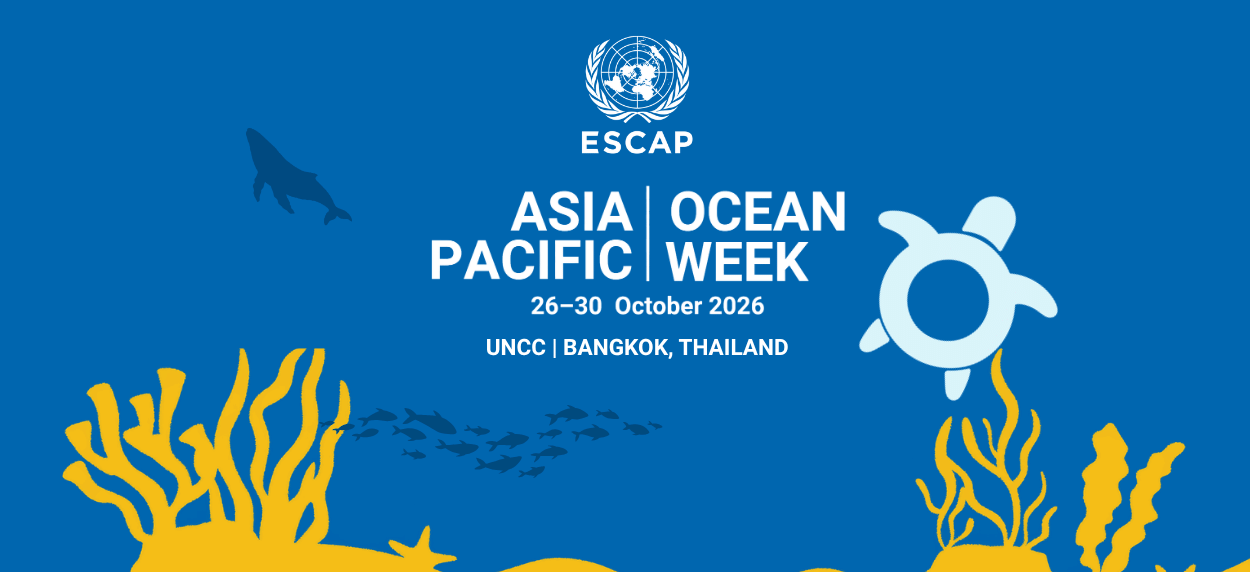 ESCAP
ASIA PACIFIC | OCEAN WEEK
26–30 October 2026
UNCC | BANGKOK, THAILAND